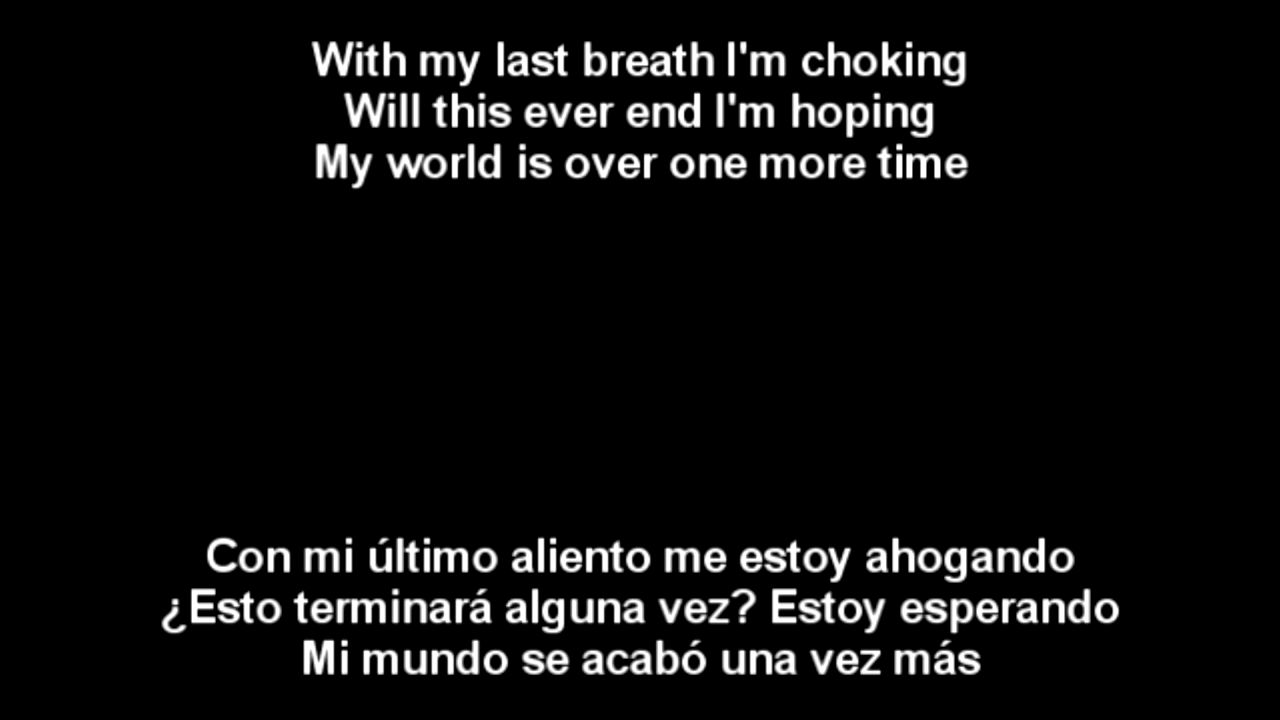 With my last breath I'm choking
Will this ever end I'm hoping
My world is over one more time
Con mi último aliento me estoy ahogando
¿Esto terminará alguna vez? Estoy esperando
Mi mundo se acabó una vez más